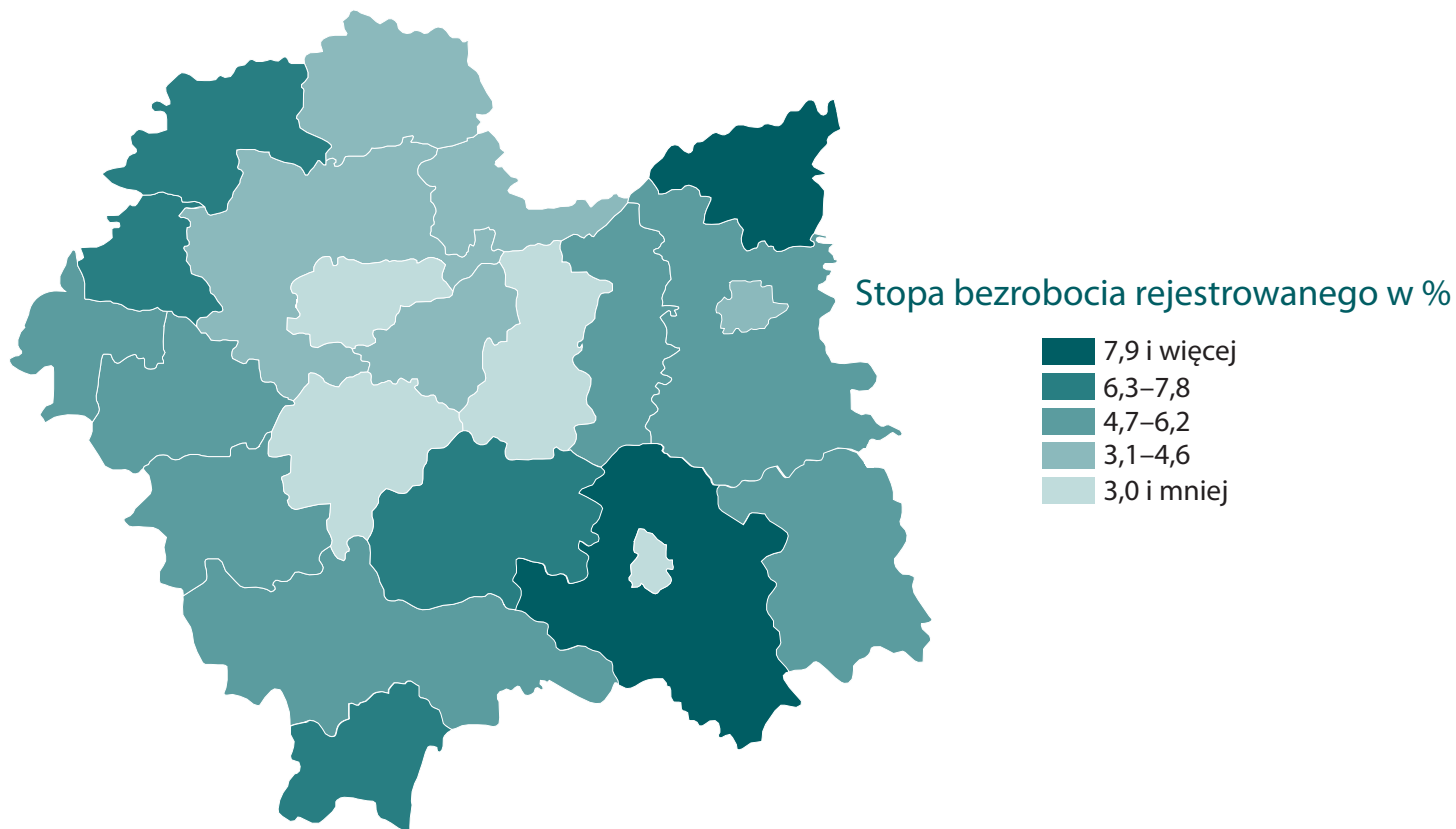 Stopa bezrobocia rejestrowanego w %
7,9 i więcej
6,3–7,8
4,7–6,2
3,1–4,6
3,0 i mniej